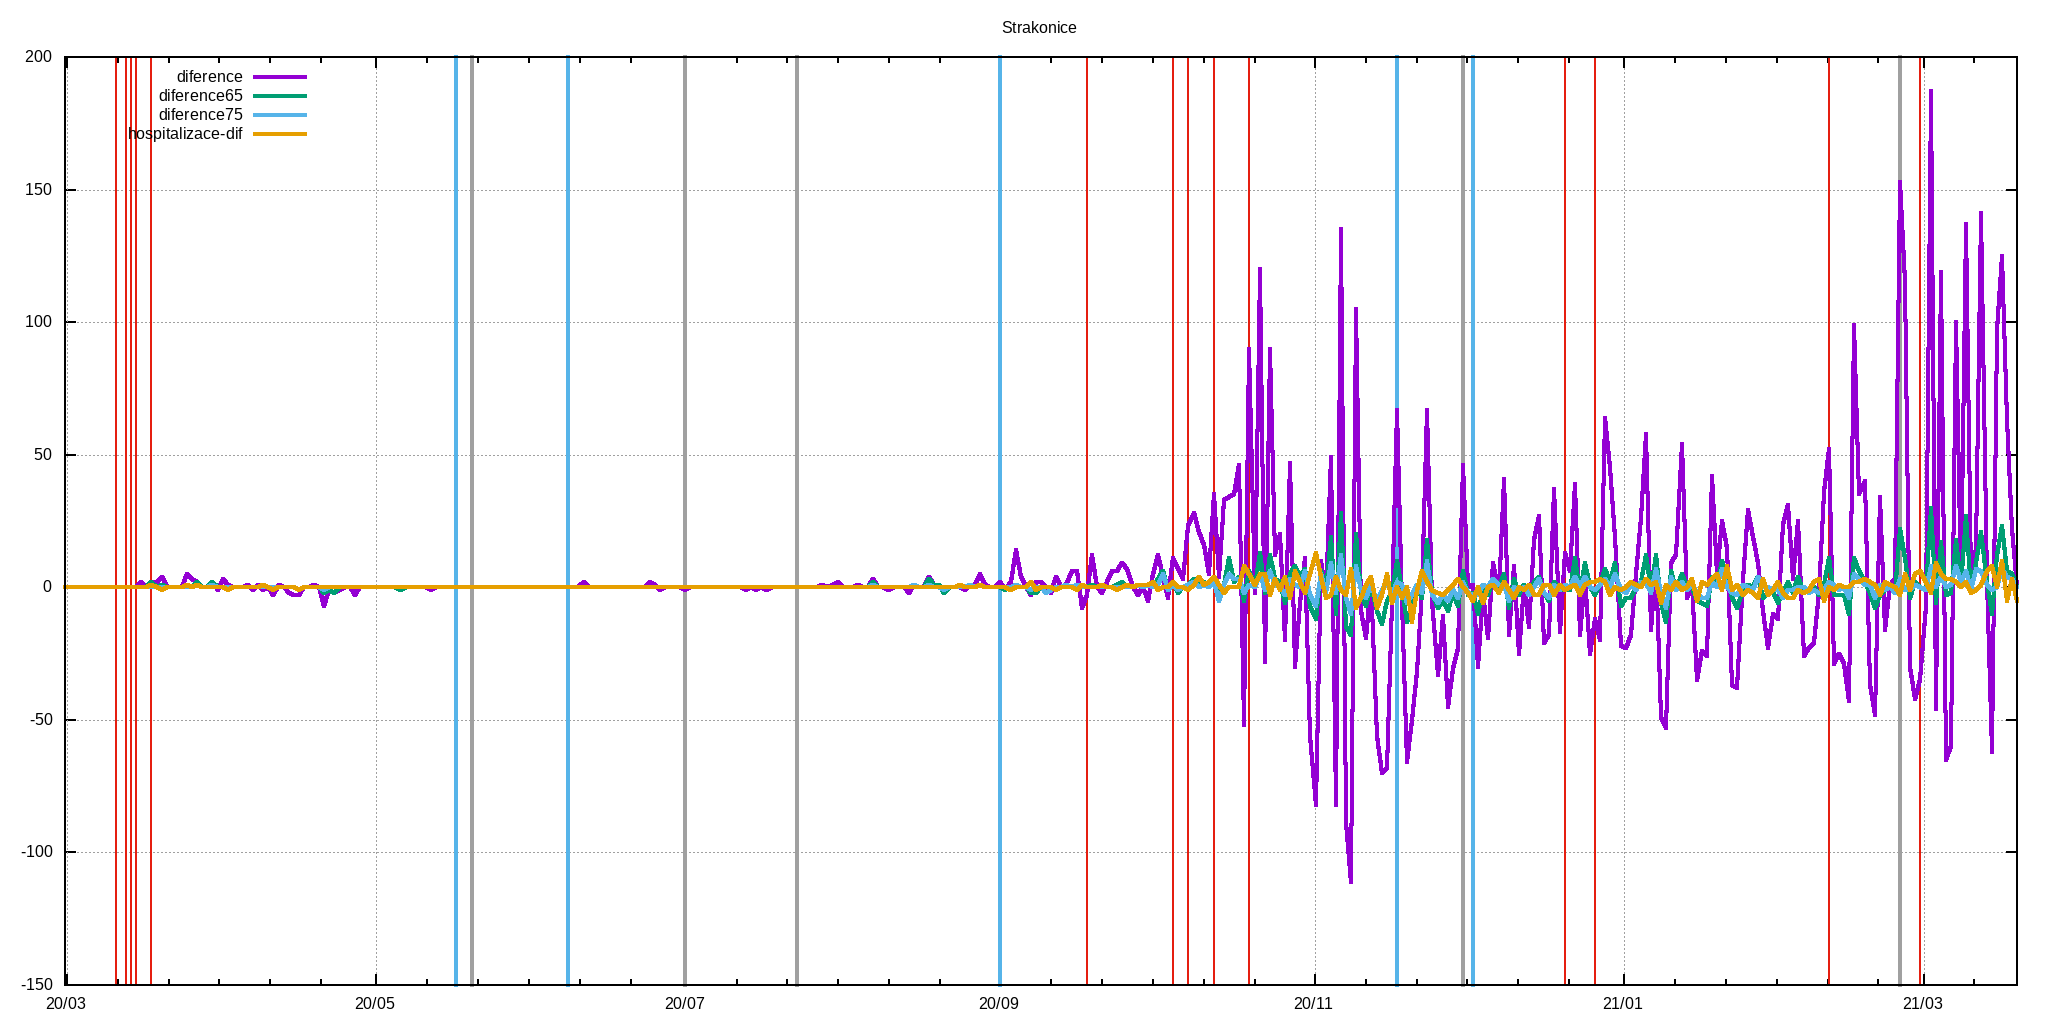 Strakonice
200
150
100
50
0
-50
-100
-150
diference
diference65
diference75
hospitalizace-dif
20/03 20/05 20/07 20/09 20/11 21/01 21/03